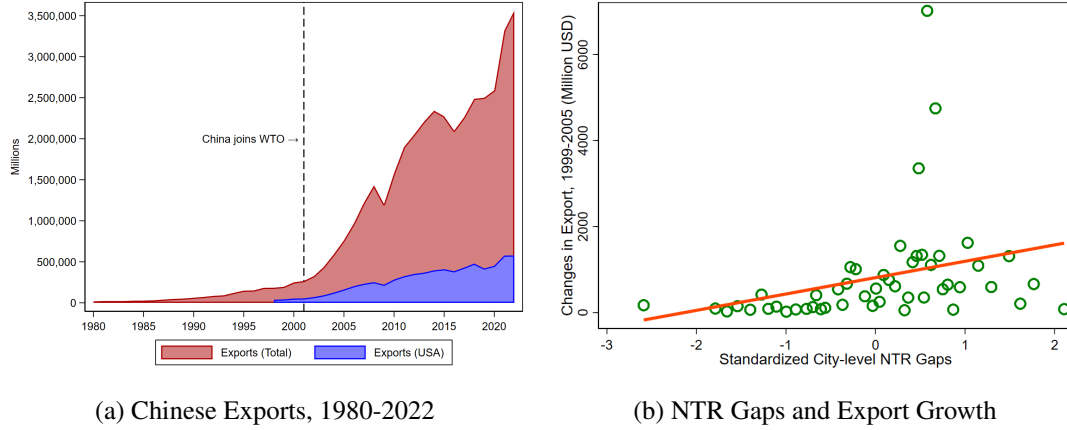 3,500,000
3,000,000
2,500,000
2,000,000
1,500,000
1,000,000
500,000
0
Millions
China joins WTO →
1980 1985 1990 1995 2000 2005 2010 2015 2020
Exports (Total) Exports (USA)
(a) Chinese Exports, 1980-2022
Changes in Export, 1999-2005 (Million USD)
6000
4000
2000
0
-3 -2 -1 0 1 2
Standardized City-level NTR Gaps
(b) NTR Gaps and Export Growth